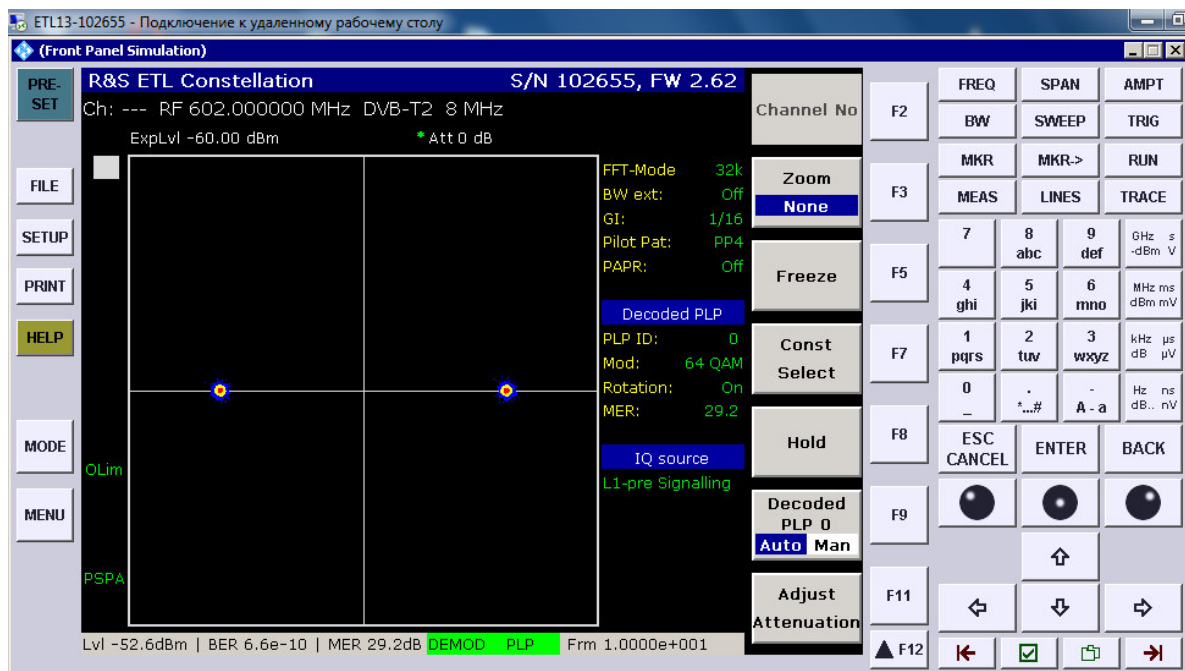 ETL13-102655 - Подключение к удаленному рабочему столу
(Front Panel Simulation)
PRE-
SET
FILE
SETUP
PRINT
HELP
MODE
MENU
R&S ETL Constellation S/N 102655, FW 2.62
Ch: --- RF 602.000000 MHz DVB-T2 8 MHz
ExpLvl -60.00 dBm * Att 0 dB
OLim
PSPA
FFT-Mode 32k
BW ext: Off
GI: 1/16
Pilot Pat: PP4
PAPR: Off
Decoded PLP
PLP ID: 0
Mod: 64 QAM
Rotation: On
MER: 29.2
IQ source
L1-pre Signalling
Lvl -52.6dBm | BER 6.6e-10 | MER 29.2dB DEMOD PLP Frm 1.0000e+001
Channel No
Zoom
None
Freeze
Const
Select
Hold
Decoded
PLP 0
Auto Man
Adjust
Attenuation
F2
F3
F5
F7
F8
F9
F11
F12
FREQ SPAN AMPT
BW SWEEP TRIG
MKR MKR-> RUN
MEAS LINES TRACE
7 8 9 GHz s
abc def -dBm V
4 5 6 MHz ms
ghi jki mno dBm mV
1 2 3 kHz µs
pqrs tuv wxyz dB µV
0 . - Hz ns
_ *...# A - a dB.. nV
ESC
CANCEL ENTER BACK